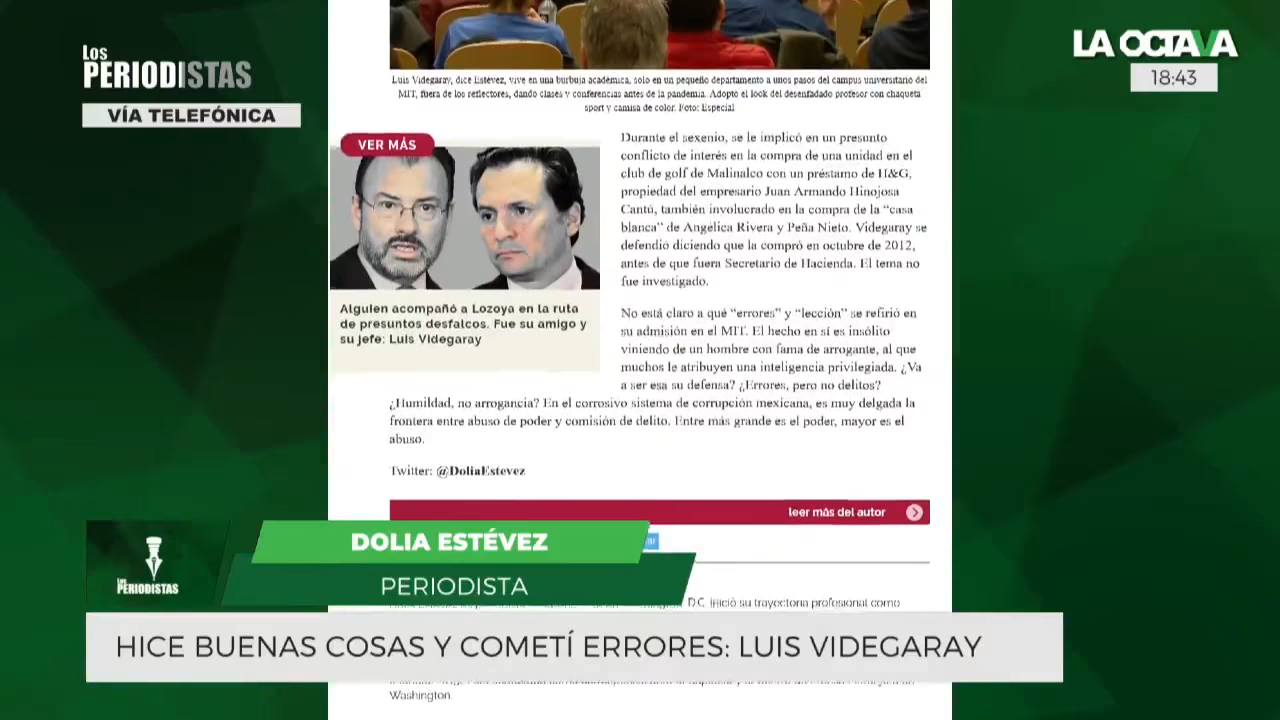 Los
PERIODISTAS
VÍA TELEFÓNICA
LA OCTAVA
18:43
Luis Videgaray, dice Estévez, vive en una burbuja académica, solo en un pequeño departamento a unos pasos del campus universitario del
MIT, fuera de los reflectores, dando clases y conferencias antes de la pandemia. Adoptó el look del desenfadado profesor con chaqueta
sport y camisa de color. Foto: Especial
VER MÁS
Alguien acompañó a Lozoya en la ruta
de presuntos desfalcos. Fue su amigo y
su jefe: Luis Videgaray
Durante el sexenio, se le implicó en un presunto
conflicto de interés en la compra de una unidad en el
club de golf de Malinalco con un préstamo de H&G,
propiedad del empresario Juan Armando Hinojosa
Cantú, también involucrado en la compra de la “casa
blanca” de Angélica Rivera y Peña Nieto. Videgaray se
defendió diciendo que la compró en octubre de 2012,
antes de que fuera Secretario de Hacienda. El tema no
fue investigado.
No está claro a qué “errores” y “lección” se refirió en
su admisión en el MIT. El hecho en sí es insólito
viniendo de un hombre con fama de arrogante, al que
muchos le atribuyen una inteligencia privilegiada. ¿Va
a ser esa su defensa? ¿Errores, pero no delitos?
¿Humildad, no arrogancia? En el corrosivo sistema de corrupción mexicana, es muy delgada la
frontera entre abuso de poder y comisión de delito. Entre más grande es el poder, mayor es el
abuso.
Twitter: @DoliaEstevez
leer más del autor
DOLIA ESTÉVEZ
PERIODISTA
Los
PERIODISTAS
D.C. Inició su trayectoria profesional como
HICE BUENAS COSAS Y COMETÍ ERRORES: LUIS VIDEGARAY
Washington.